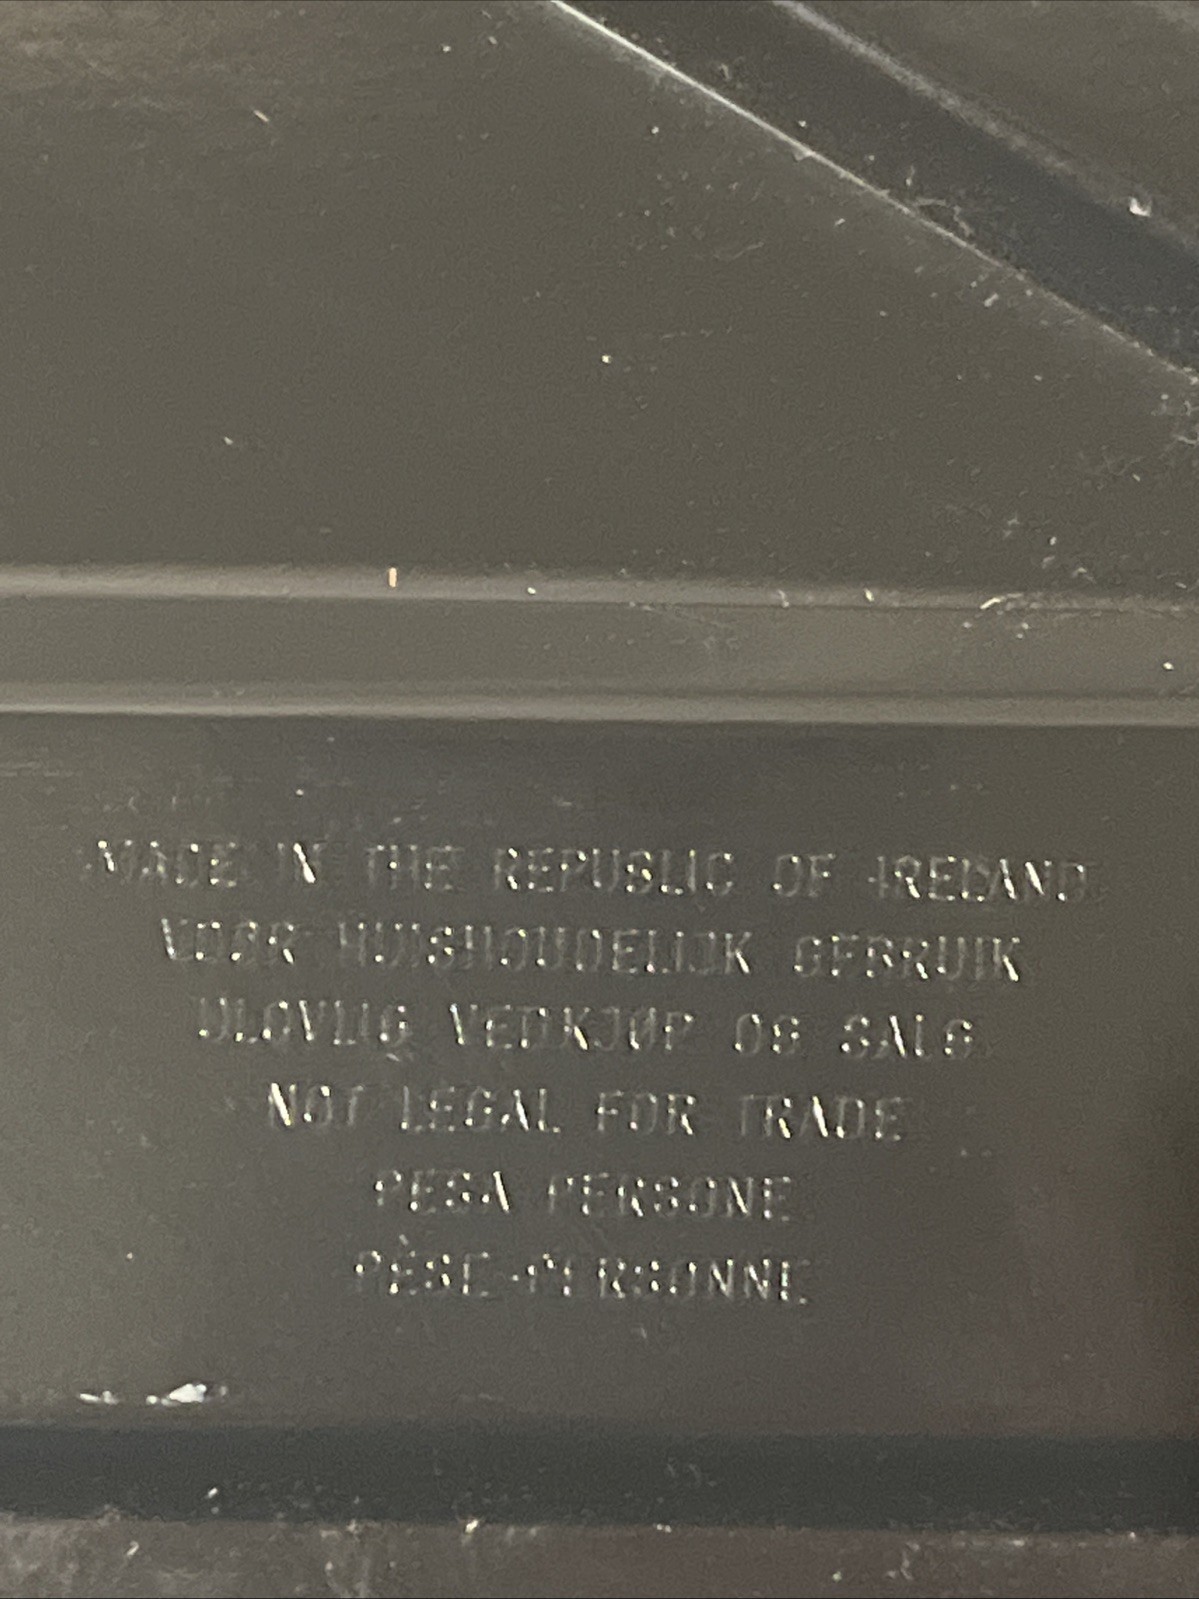 MADE IN THE REPUBLIC OF IRELAND
VOOR HUISHOUDELIJK GEBRUIK
ULOVLIG VEDKJØP OG SALG
NOT LEGAL FOR TRADE
PESA PERSONE
PÈSE-PERSONNE